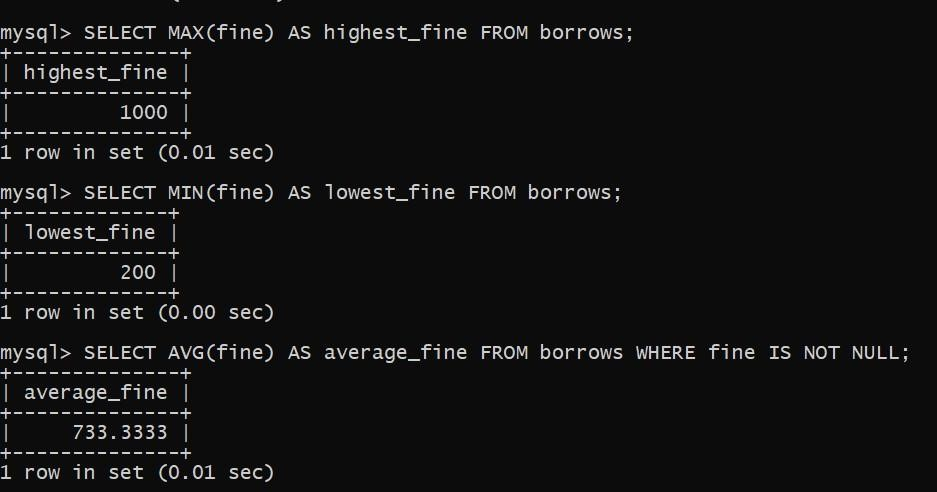 mysql> SELECT MAX(fine) AS highest_fine FROM borrows;
+--------------+
| highest_fine |
+--------------+
|         1000 |
+--------------+
1 row in set (0.01 sec)
mysql> SELECT MIN(fine) AS lowest_fine FROM borrows;
+-------------+
| lowest_fine |
+-------------+
|         200 |
+-------------+
1 row in set (0.00 sec)
mysql> SELECT AVG(fine) AS average_fine FROM borrows WHERE fine IS NOT NULL;
+--------------+
| average_fine |
+--------------+
|     733.3333 |
+--------------+
1 row in set (0.01 sec)